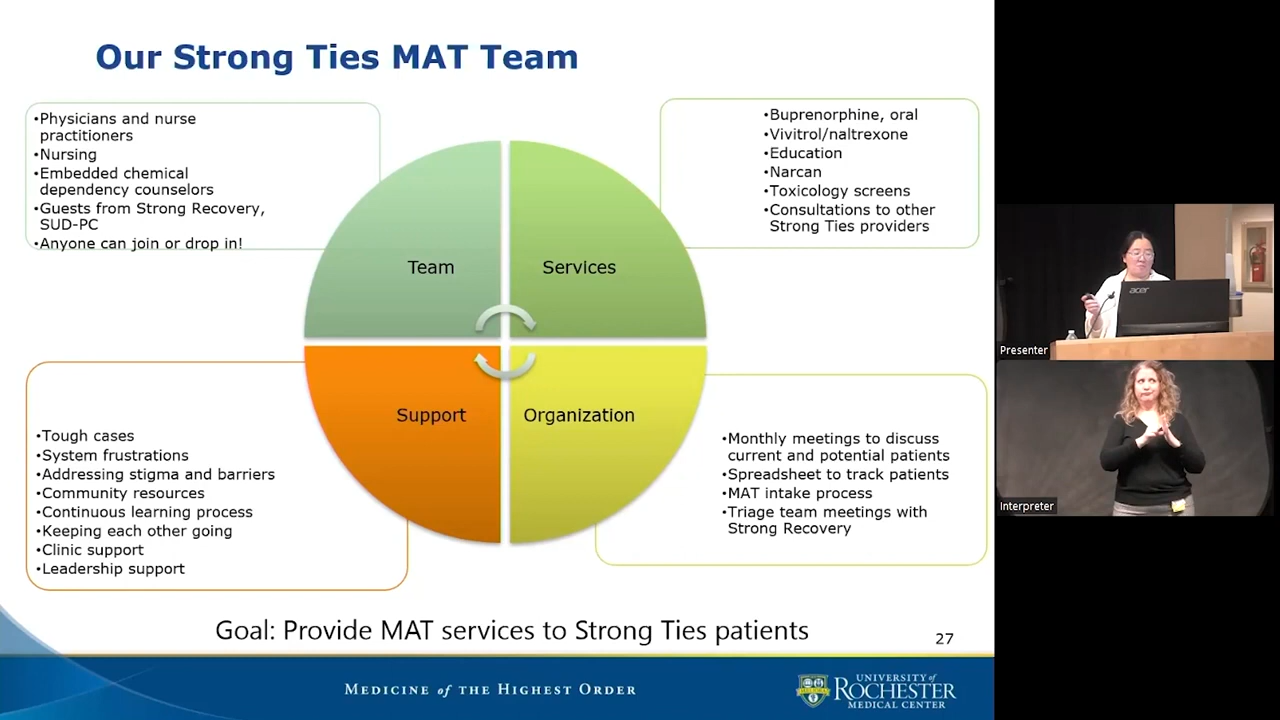 Our Strong Ties MAT Team
•Physicians and nurse
practitioners
•Nursing
•Embedded chemical
dependency counselors
•Guests from Strong Recovery,
SUD-PC
•Anyone can join or drop in!
•Buprenorphine, oral
•Vivitrol/naltrexone
•Education
•Narcan
•Toxicology screens
•Consultations to other
Strong Ties providers
Team
Services
Support
Organization
•Tough cases
•System frustrations
•Addressing stigma and barriers
•Community resources
•Continuous learning process
•Keeping each other going
•Clinic support
•Leadership support
•Monthly meetings to discuss
current and potential patients
•Spreadsheet to track patients
•MAT intake process
•Triage team meetings with
Strong Recovery
Goal: Provide MAT services to Strong Ties patients
27
MEDICINE of THE HIGHEST ORDER
UNIVERSITY of
ROCHESTER
MEDICAL CENTER
acer
Presenter
Interpreter